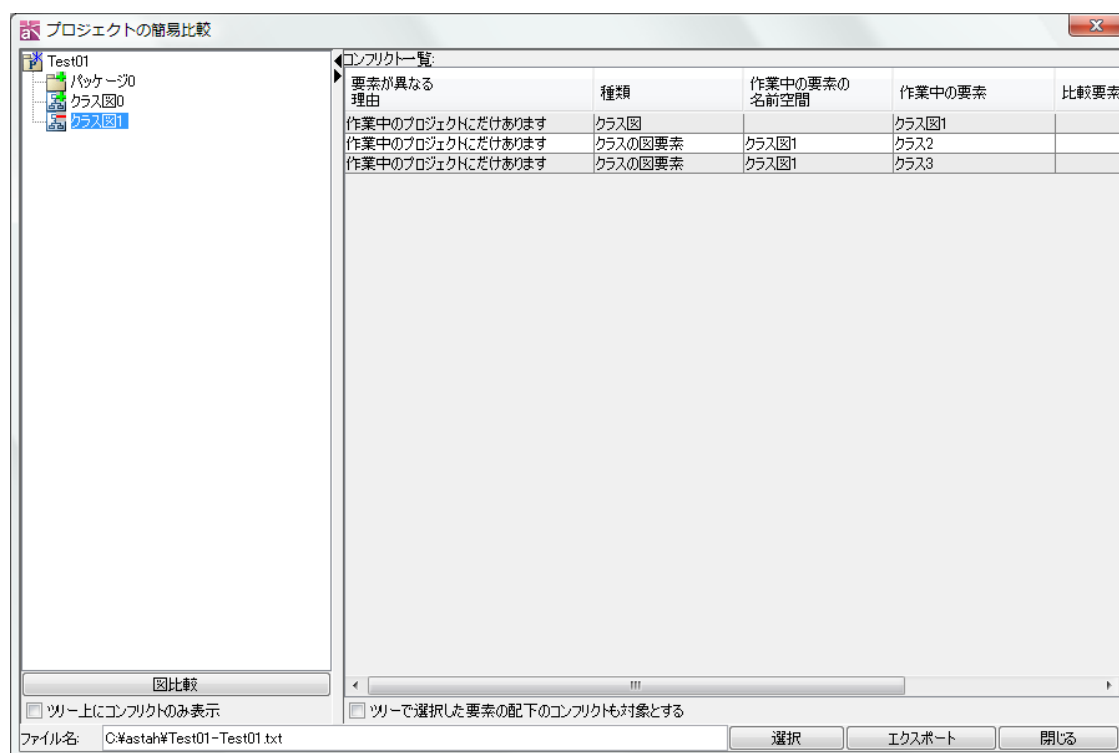 プロジェクトの簡易比較
Test01
パッケージ0
クラス図0
クラス図1
図比較
ツリー上にコンフリクトのみ表示
コンフリクト一覧:
要素が異なる
理由
種類
作業中の要素の
名前空間
作業中の要素
比較要素
作業中のプロジェクトにだけあります クラス図 クラス図1
作業中のプロジェクトにだけあります クラスの図要素 クラス図1 クラス2
作業中のプロジェクトにだけあります クラスの図要素 クラス図1 クラス3
ツリーで選択した要素の配下のコンフリクトも対象とする
ファイル名: C:¥astah¥Test01-Test01.txt 選択 エクスポート 閉じる